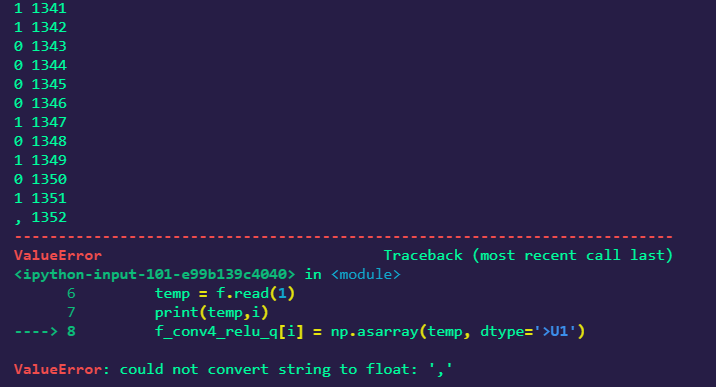 1 1341
1 1342
0 1343
0 1344
0 1345
0 1346
1 1347
0 1348
1 1349
0 1350
1 1351
, 1352
---------------------------------------------------------------------------
ValueError                                Traceback (most recent call last)
<ipython-input-101-e99b139c4040> in <module>
      6         temp = f.read(1)
      7         print(temp,i)
----> 8         f_conv4_relu_q[i] = np.asarray(temp, dtype='>U1')
ValueError: could not convert string to float: ','